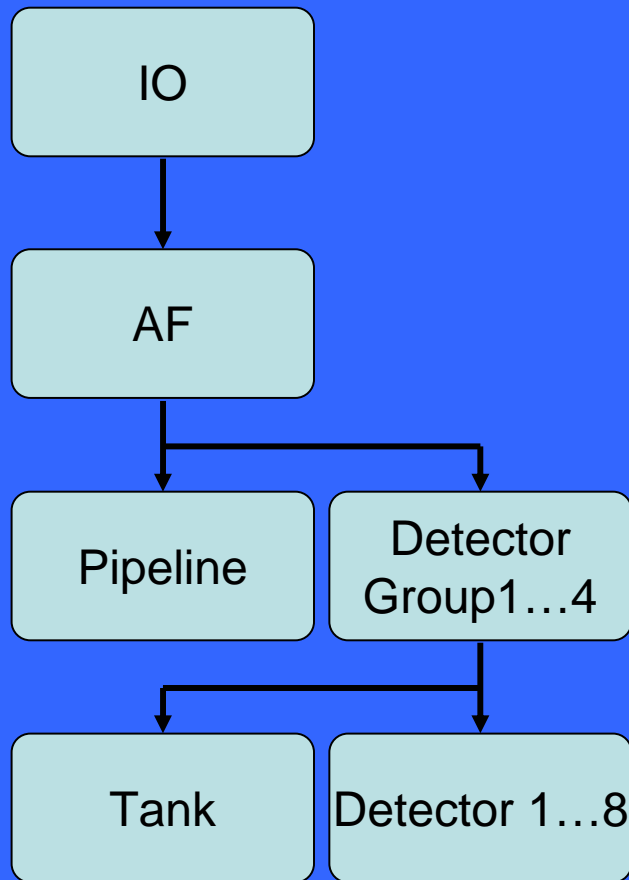 IO
AF
Pipeline
Detector
Group1…4
Tank
Detector 1…8